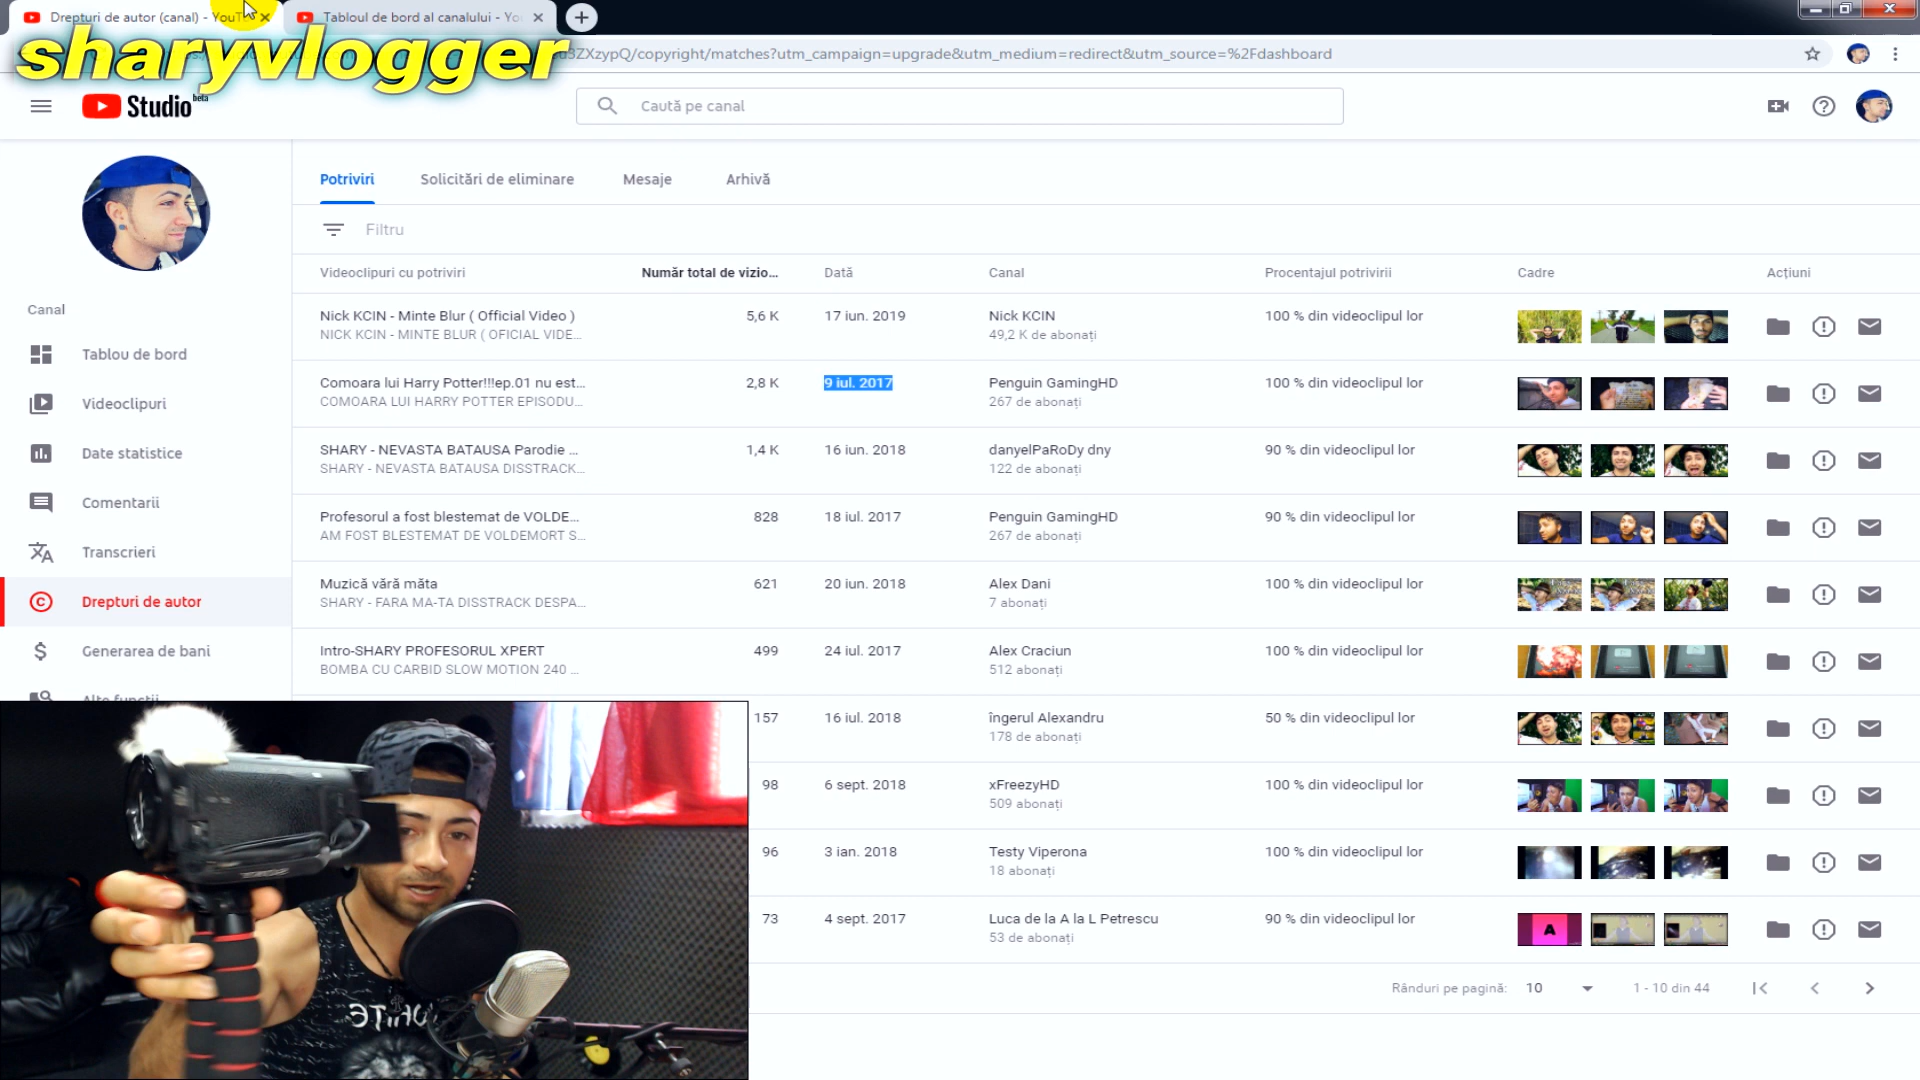 Drepturi de autor (canal) - YouTu
Tabloul de bord al canalului - Yo
sharyvlogger
3ZXzypQ/copyright/matches?utm_campaign=upgrade&utm_medium=redirect&utm_source=%2Fdashboard
Studio beta
Caută pe canal
Potriviri
Solicitări de eliminare
Mesaje
Arhivă
Filtru
Videoclipuri cu potriviri
Număr total de vizio...
Dată
Canal
Procentajul potrivirii
Cadre
Acțiuni
Canal
Tablou de bord
Videoclipuri
Date statistice
Comentarii
Transcrieri
Drepturi de autor
Generarea de bani
Alte funcții
Nick KCIN - Minte Blur ( Official Video )
NICK KCIN - MINTE BLUR ( OFICIAL VIDE...
5,6 K
17 iun. 2019
Nick KCIN
49,2 K de abonați
100 % din videoclipul lor
Comoara lui Harry Potter!!!ep.01 nu est...
COMOARA LUI HARRY POTTER EPISODU...
2,8 K
9 iul. 2017
Penguin GamingHD
267 de abonați
100 % din videoclipul lor
SHARY - NEVASTA BATAUSA Parodie ...
SHARY - NEVASTA BATAUSA DISSTRACK...
1,4 K
16 iun. 2018
danyelPaRoDy dny
122 de abonați
90 % din videoclipul lor
Profesorul a fost blestemat de VOLDE...
AM FOST BLESTEMAT DE VOLDEMORT S...
828
18 iul. 2017
Penguin GamingHD
267 de abonați
90 % din videoclipul lor
Muzică vără măta
SHARY - FARA MA-TA DISSTRACK DESPA...
621
20 iun. 2018
Alex Dani
7 abonați
100 % din videoclipul lor
Intro-SHARY PROFESORUL XPERT
BOMBA CU CARBID SLOW MOTION 240 ...
499
24 iul. 2017
Alex Craciun
512 abonați
100 % din videoclipul lor
157
16 iul. 2018
îngerul Alexandru
178 de abonați
50 % din videoclipul lor
98
6 sept. 2018
xFreezyHD
509 abonați
100 % din videoclipul lor
96
3 ian. 2018
Testy Viperona
18 abonați
100 % din videoclipul lor
73
4 sept. 2017
Luca de la A la L Petrescu
53 de abonați
90 % din videoclipul lor
A
Rânduri pe pagină:
10
1 - 10 din 44